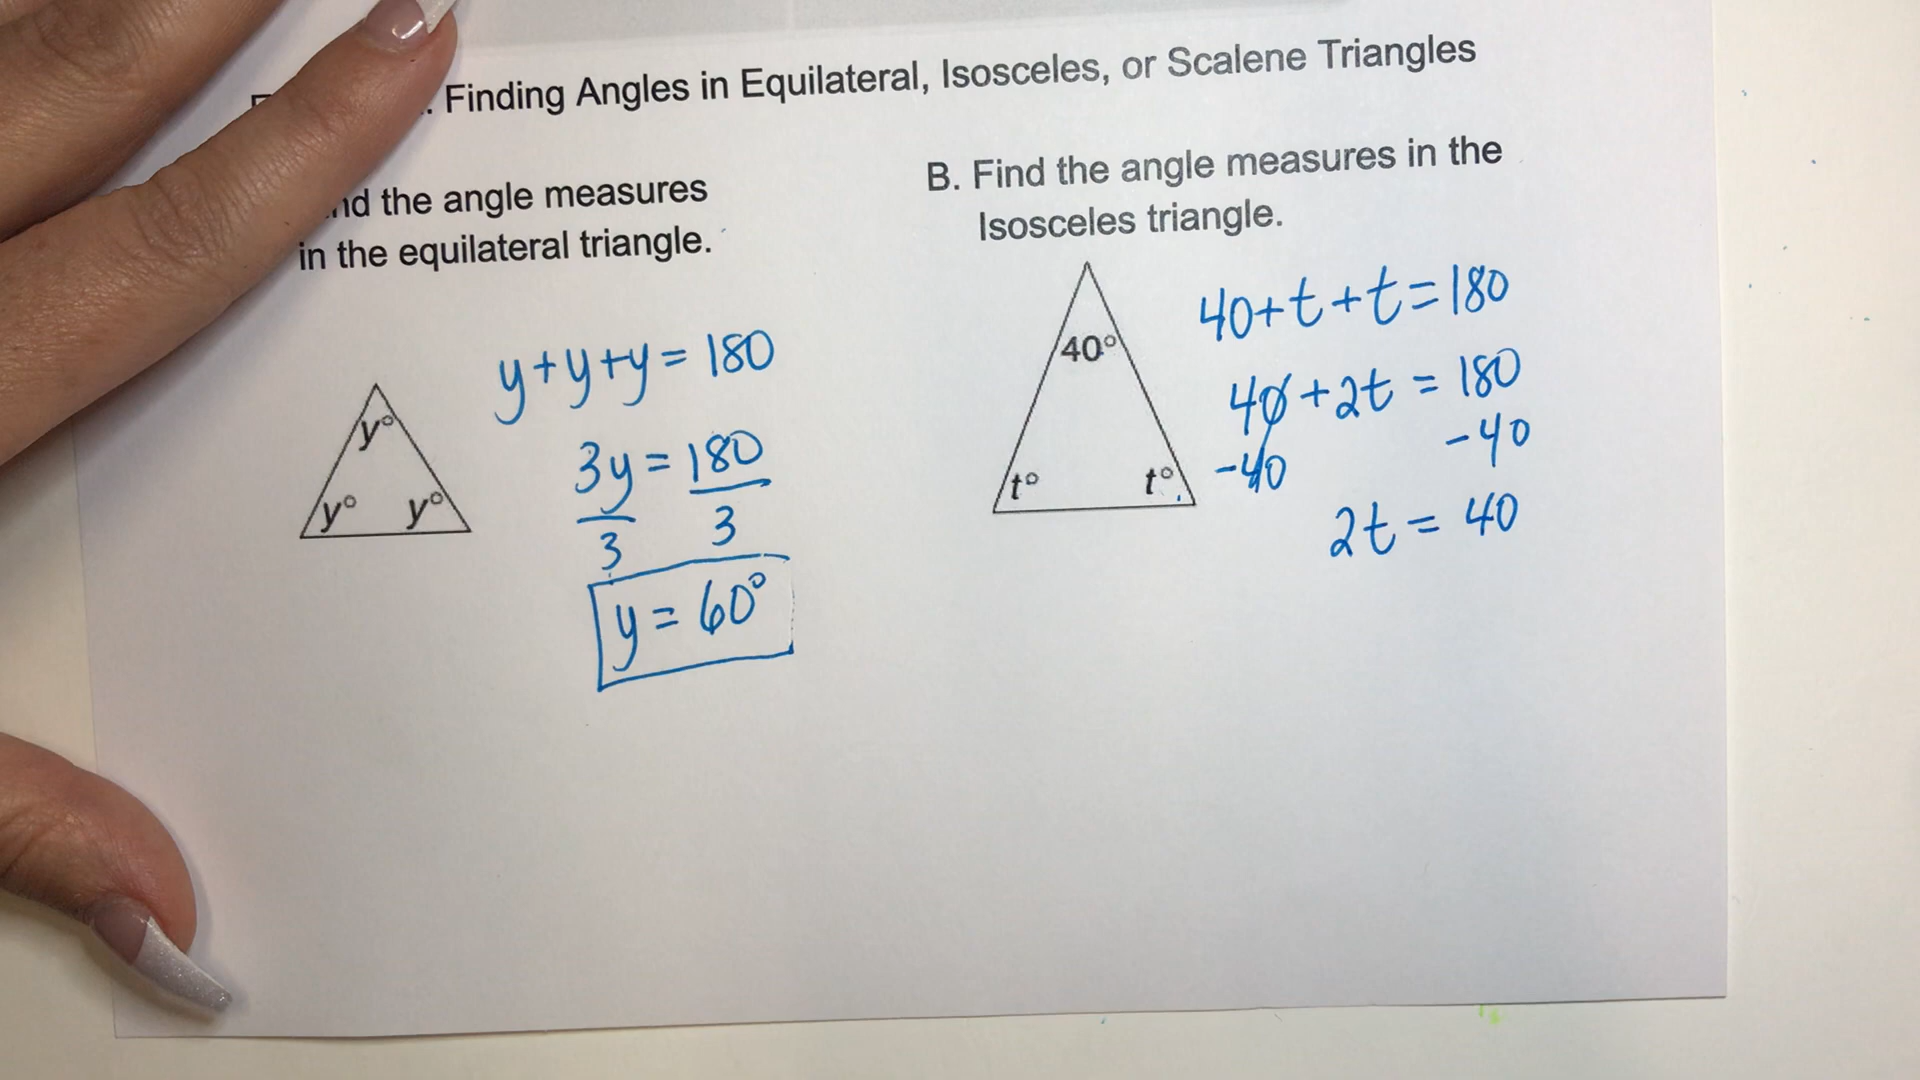 Finding Angles in Equilateral, Isosceles, or Scalene Triangles
the angle measures
in the equilateral triangle.
y°
y°
y°
y+y+y = 180
3y = 180
3 3
y = 60°
B. Find the angle measures in the
Isosceles triangle.
40°
t°
t°
40+t+t=180
40+2t = 180
-40 -40
2t = 40